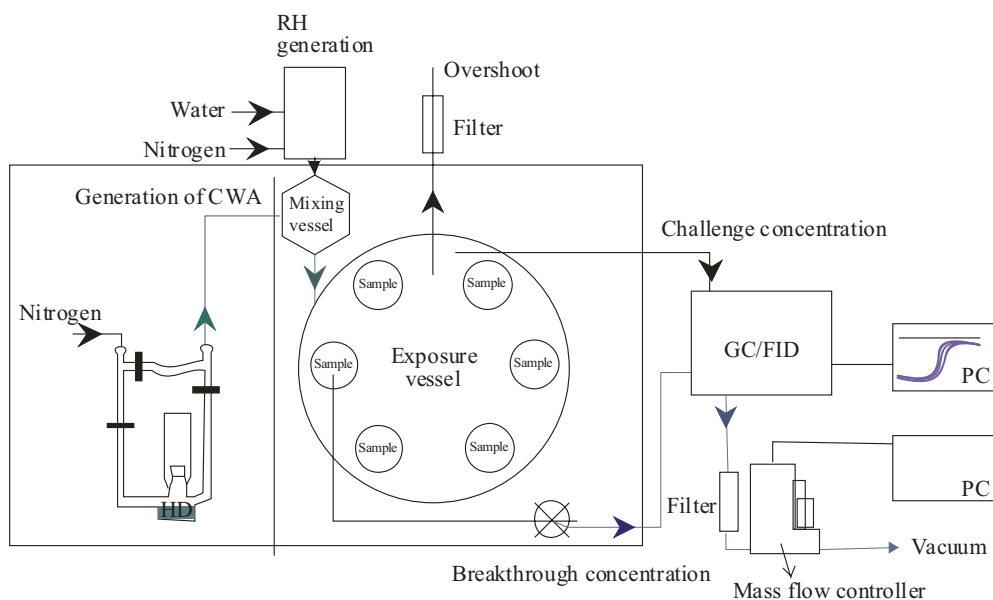 RH
generation
Overshoot
Water
Filter
Nitrogen
Generation of CWA
Mixing
vessel
Challenge concentration
Sample
Sample
Nitrogen
Sample
Exposure
vessel
Sample
GC/FID
PC
Sample
Sample
HD
Filter
PC
Vacuum
Breakthrough concentration
Mass flow controller